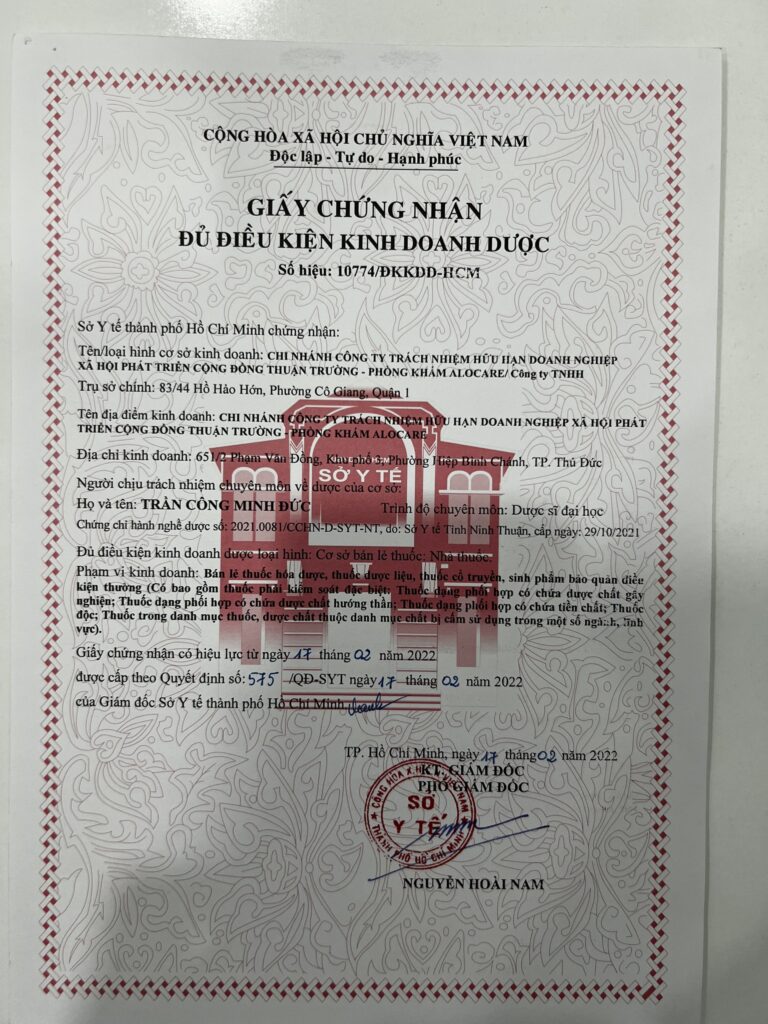 CỘNG HÒA XÃ HỘI CHỦ NGHĨA VIỆT NAM
Độc lập - Tự do - Hạnh phúc
GIẤY CHỨNG NHẬN
ĐỦ ĐIỀU KIỆN KINH DOANH DƯỢC
Số hiệu: 10774/ĐKKDD-HCM
Sở Y tế thành phố Hồ Chí Minh chứng nhận:
Tên/loại hình cơ sở kinh doanh: CHI NHÁNH CÔNG TY TRÁCH NHIỆM HỮU HẠN DOANH NGHIỆP
XÃ HỘI PHÁT TRIỂN CỘNG ĐỒNG THUẬN TRƯỜNG - PHÒNG KHÁM ALOCARE/ Công ty TNHH
Trụ sở chính: 83/44 Hồ Hảo Hớn, Phường Cô Giang, Quận 1
Tên địa điểm kinh doanh: CHI NHÁNH CÔNG TY TRÁCH NHIỆM HỮU HẠN DOANH NGHIỆP XÃ HỘI PHÁT
TRIỂN CỘNG ĐỒNG THUẬN TRƯỜNG - PHÒNG KHÁM ALOCARE
Địa chỉ kinh doanh: 651/2 Phạm Văn Đồng, Khu phố 3, Phường Hiệp Bình Chánh, TP. Thủ Đức
SỞ Y TẾ
Người chịu trách nhiệm chuyên môn về dược của cơ sở:
Họ và tên: TRẦN CÔNG MINH ĐỨC Trình độ chuyên môn: Dược sĩ đại học
Chứng chỉ hành nghề dược số: 2021.0081/CCHN-D-SYT-NT, do: Sở Y tế Tỉnh Ninh Thuận, cấp ngày: 29/10/2021
Đủ điều kiện kinh doanh dược loại hình: Cơ sở bán lẻ thuốc: Nhà thuốc.
Phạm vi kinh doanh: Bán lẻ thuốc hóa dược, thuốc dược liệu, thuốc cổ truyền, sinh phẩm bảo quản điều
kiện thường (Có bao gồm thuốc phải kiểm soát đặc biệt: Thuốc dạng phối hợp có chứa dược chất gây
nghiện; Thuốc dạng phối hợp có chứa dược chất hướng thần; Thuốc dạng phối hợp có chứa tiền chất; Thuốc
độc; Thuốc trong danh mục thuốc, dược chất thuộc danh mục chất bị cấm sử dụng trong một số ngành, lĩnh
vực).
Giấy chứng nhận có hiệu lực từ ngày 17 tháng 02 năm 2022
được cấp theo Quyết định số: 575 /QĐ-SYT ngày 17 tháng 02 năm 2022
của Giám đốc Sở Y tế thành phố Hồ Chí Minh
TP. Hồ Chí Minh, ngày 17 tháng 02 năm 2022
KT. GIÁM ĐỐC
PHÓ GIÁM ĐỐC
CỘNG HÒA X.H.C.N VIỆT NAM
SỞ
Y TẾ
THÀNH PHỐ HỒ CHÍ MINH
NGUYỄN HOÀI NAM